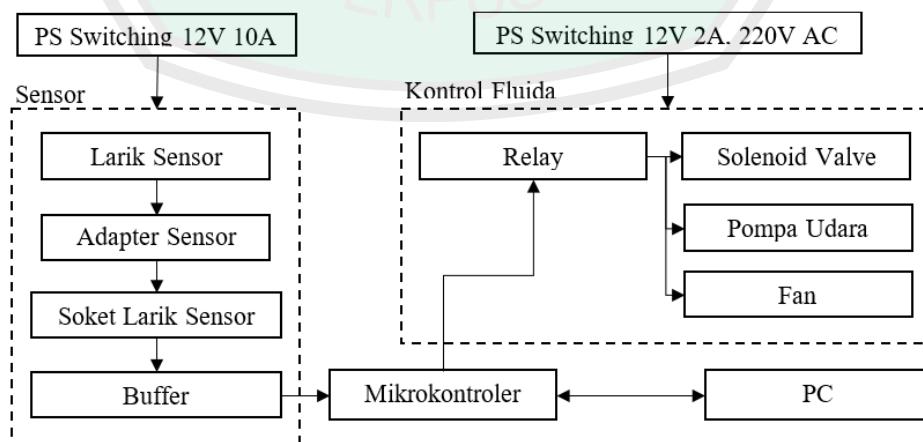 PS Switching 12V 10A
PS Switching 12V 2A. 220V AC
Sensor
Kontrol Fluida
Larik Sensor
Adapter Sensor
Soket Larik Sensor
Buffer
Relay
Solenoid Valve
Pompa Udara
Fan
Mikrokontroler
PC